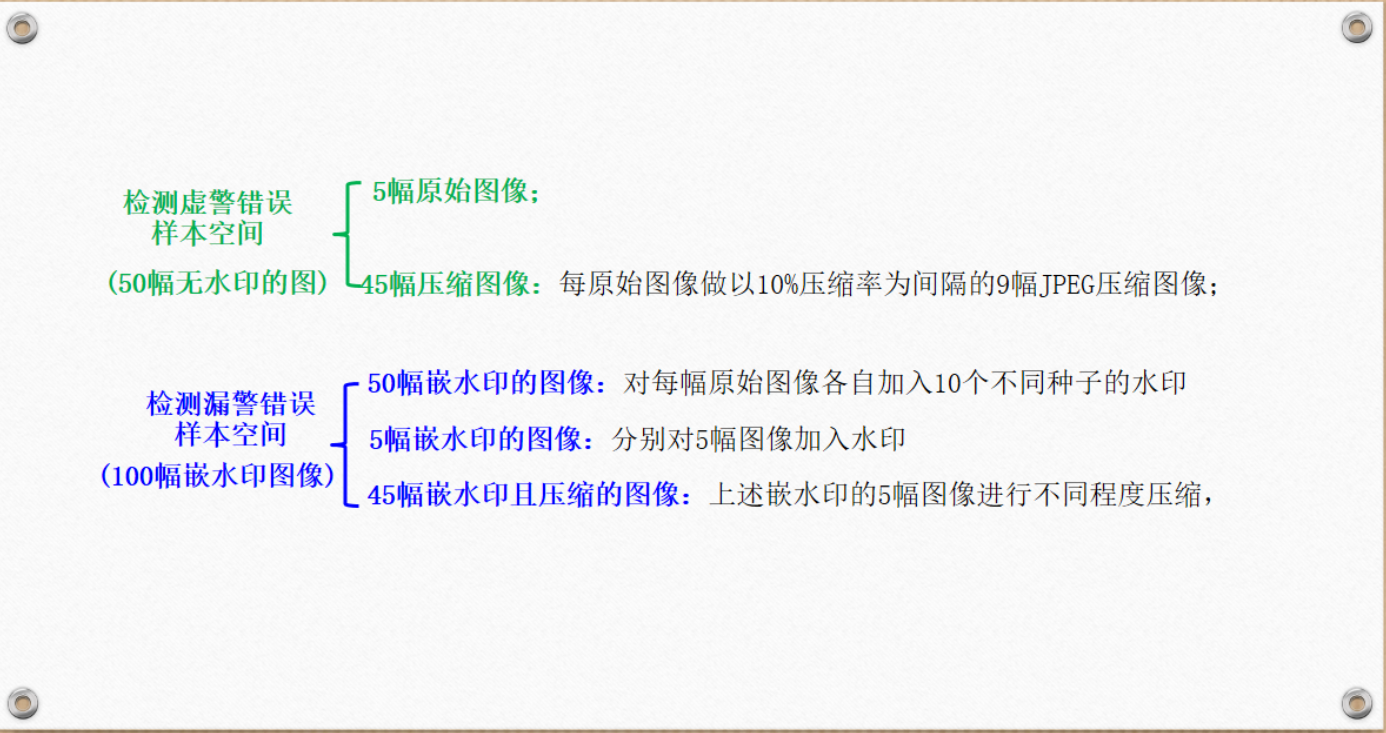 检测虚警错误
样本空间
(50幅无水印的图)
5幅原始图像;
45幅压缩图像：每原始图像做以10%压缩率为间隔的9幅JPEG压缩图像;
检测漏警错误
样本空间
(100幅嵌水印图像)
50幅嵌水印的图像：对每幅原始图像各自加入10个不同种子的水印
5幅嵌水印的图像：分别对5幅图像加入水印
45幅嵌水印且压缩的图像：上述嵌水印的5幅图像进行不同程度压缩，